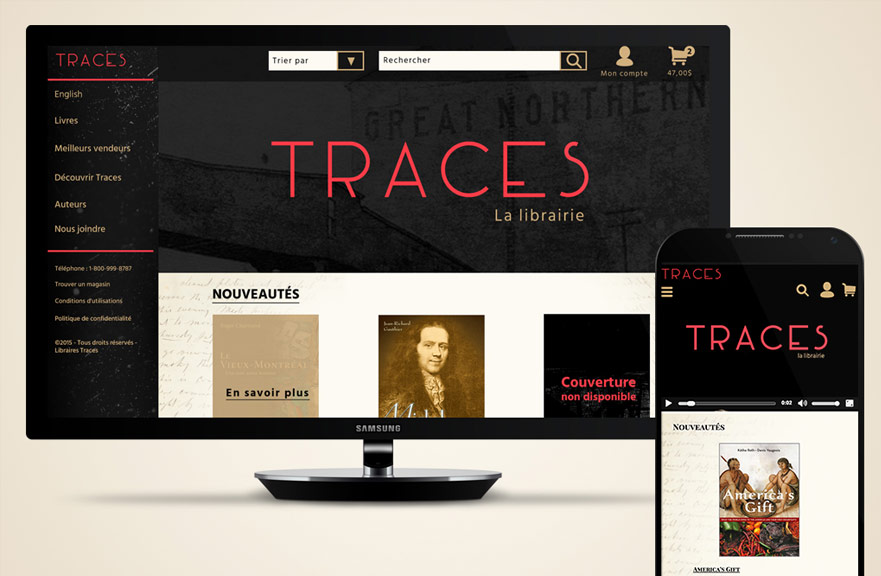 TRACES
Trier par
Rechercher
Mon compte
2
47,00$
English
Livres
Meilleurs vendeurs
Découvrir Traces
Auteurs
Nous joindre
Téléphone : 1-800-999-8787
Trouver un magasin
Conditions d'utilisations
Politique de confidentialité
©2015 - Tous droits réservés -
Libraires Traces
GREAT NORTHERN
TRACES
La librairie
NOUVEAUTÉS
LE
VIEUX-MONTRÉAL
En savoir plus
Jean-Richard
Gauthier
Couverture
non disponible
SAMSUNG
TRACES
TRACES
la librairie
0:02
NOUVEAUTÉS
America's
Gift
AMERICA'S GIFT